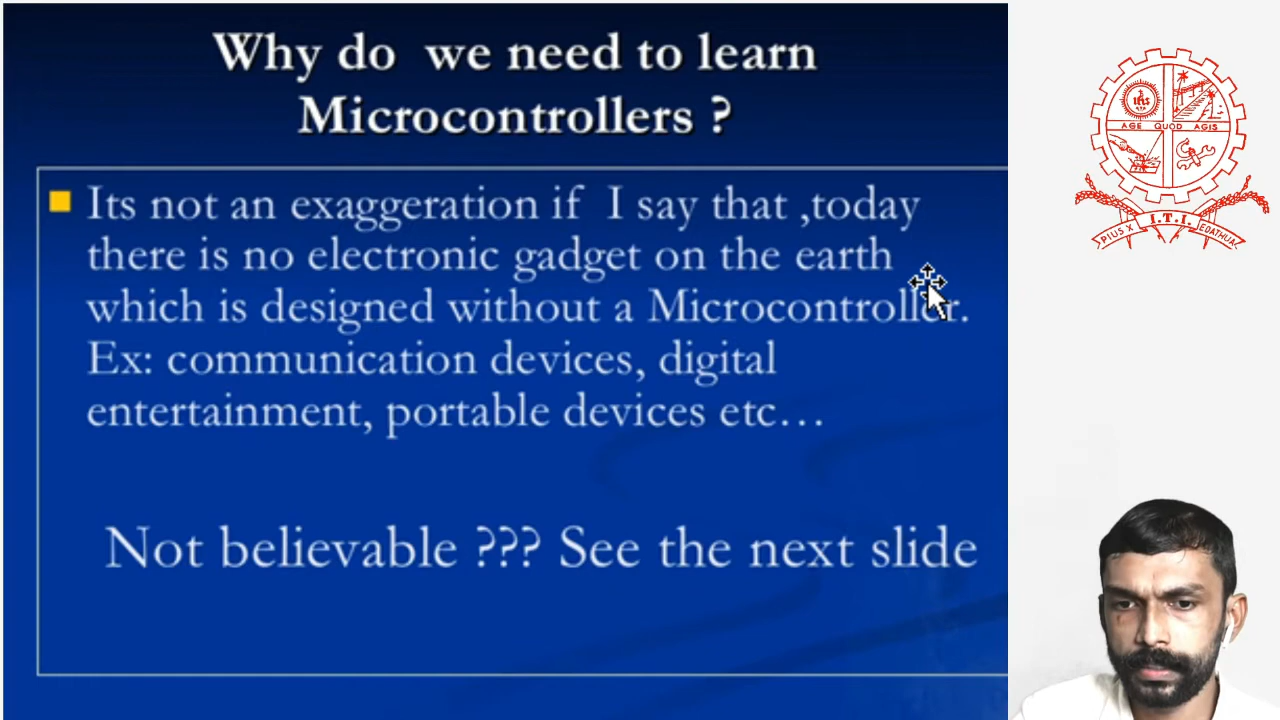 Why do we need to learn
Microcontrollers ?
Its not an exaggeration if I say that ,today
there is no electronic gadget on the earth
which is designed without a Microcontroller.
Ex: communication devices, digital
entertainment, portable devices etc…
Not believable ??? See the next slide
AGE QUOD AGIS
PIUS X I.T.I. EDATHUA